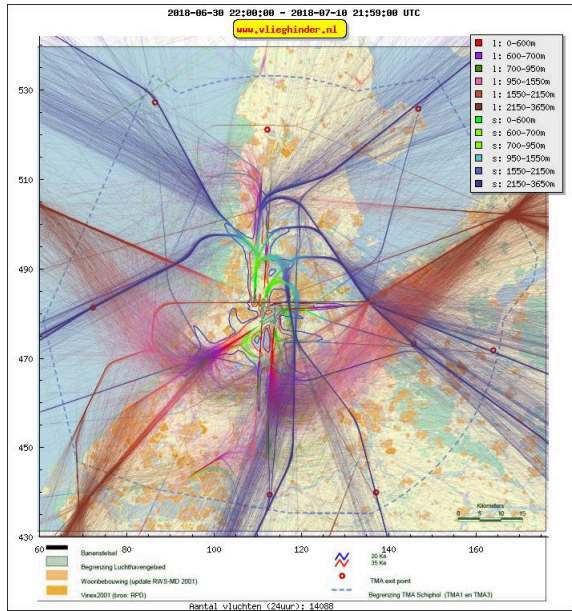 2018-06-30 22:00:00 - 2018-07-10 21:59:00 UTC
www.vlieghinder.nl
l: 0-600m
l: 600-700m
l: 700-950m
l: 950-1550m
l: 1550-2150m
l: 2150-3650m
s: 0-600m
s: 600-700m
s: 700-950m
s: 950-1550m
s: 1550-2150m
s: 2150-3650m
530
510
490
470
450
430
60
80
100
120
140
160
Kilometers
0 5 10 15
Banenstelsel
Begrenzing Luchthavengebied
Woonbebouwing (update RWS-MD 2001)
Vinex2001 (bron: RPD)
20 Ke
35 Ke
TMA exit point
Begrenzing TMA Schiphol (TMA1 en TMA3)
Aantal vluchten (24uur): 14088